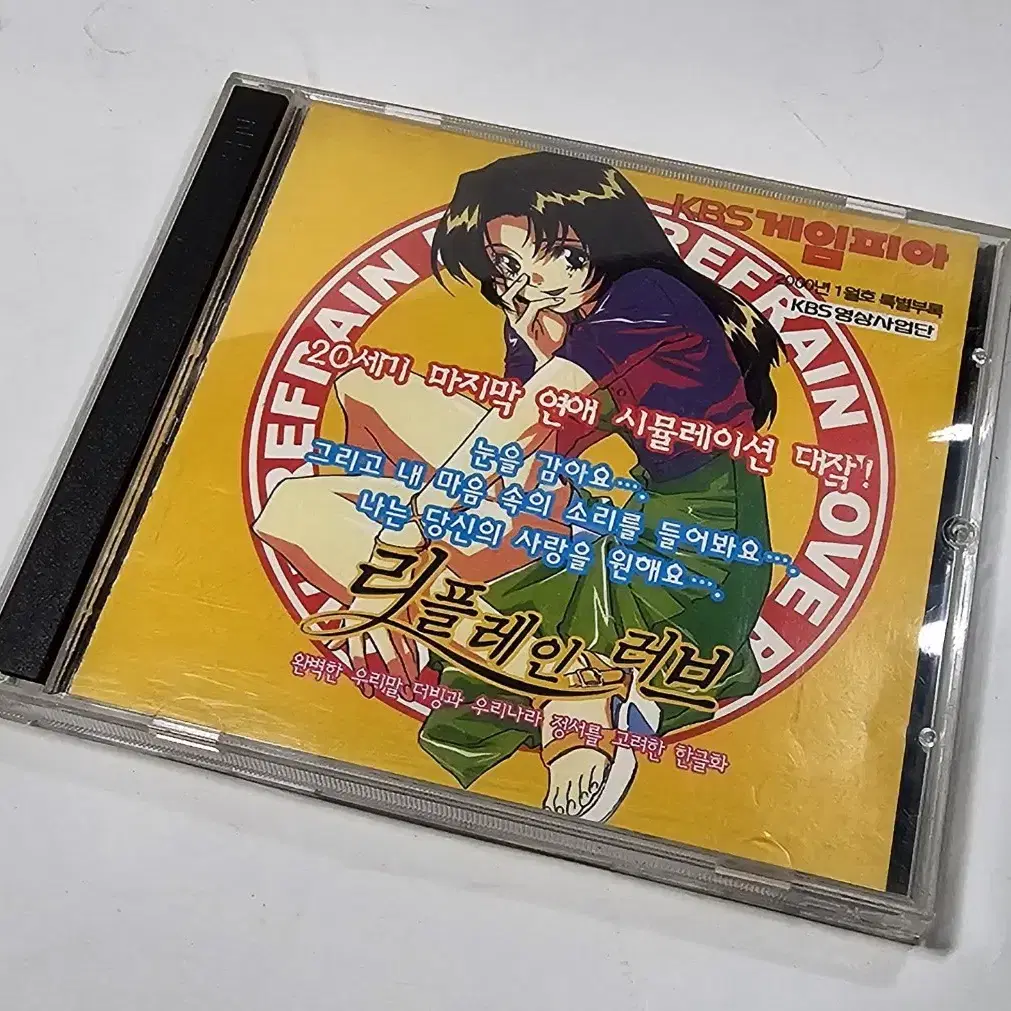 KBS게임피아
2000년 1월호 특별부록
KBS 영상사업단
REFRAIN LOVE REFRAIN LOVE
20세기 마지막 연애 시뮬레이션 대작!
눈을 감아요....
그리고 내 마음 속의 소리를 들어봐요....
나는 당신의 사랑을 원해요....
리플레인 러브
완벽한 우리말 더빙과 우리나라 정서를 고려한 한글화